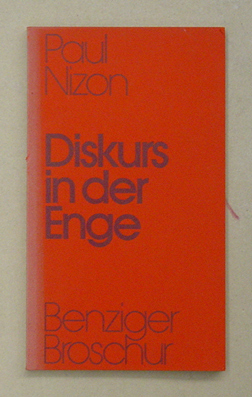 Paul
Nizon
Diskurs
in der
Enge
Benziger
Broschur